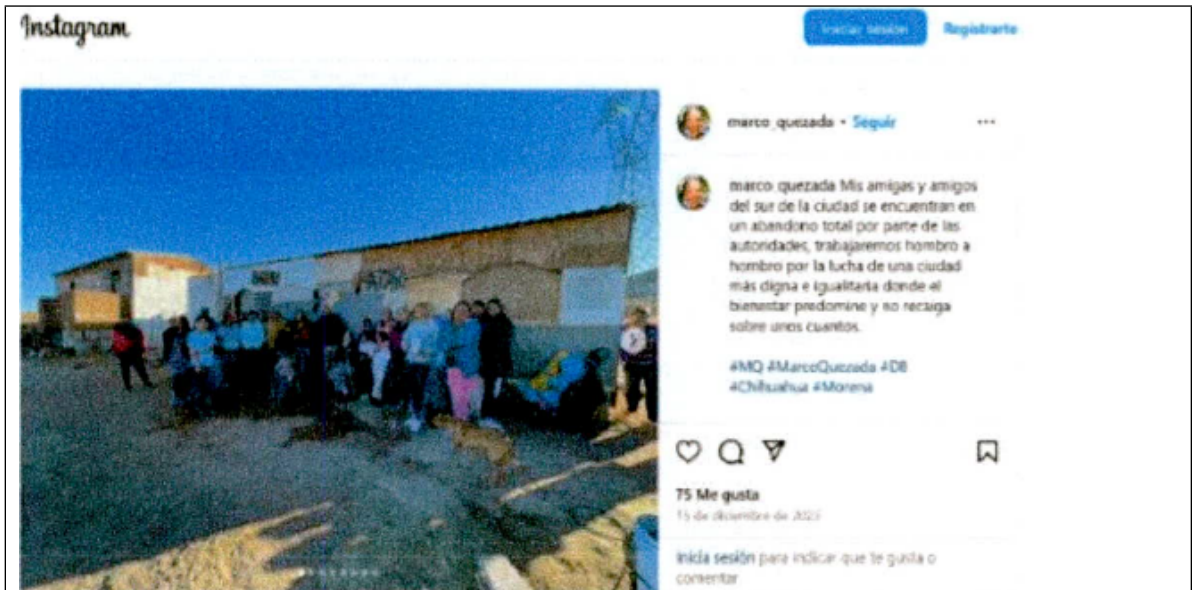 Instagram
Iniciar sesión
Registrarte
marco_quezada • Seguir
marco_quezada Mis amigas y amigos
del sur de la ciudad se encuentran en
un abandono total por parte de las
autoridades, trabajaremos hombro a
hombro por la lucha de una ciudad
más digna e igualitaria donde el
bienestar predomine y no recaiga
sobre unos cuantos.
#MQ #MarcoQuezada #D8
#Chihuahua #Morena
75 Me gusta
15 de diciembre de 2023
Inicia sesión para indicar que te gusta o
comentar